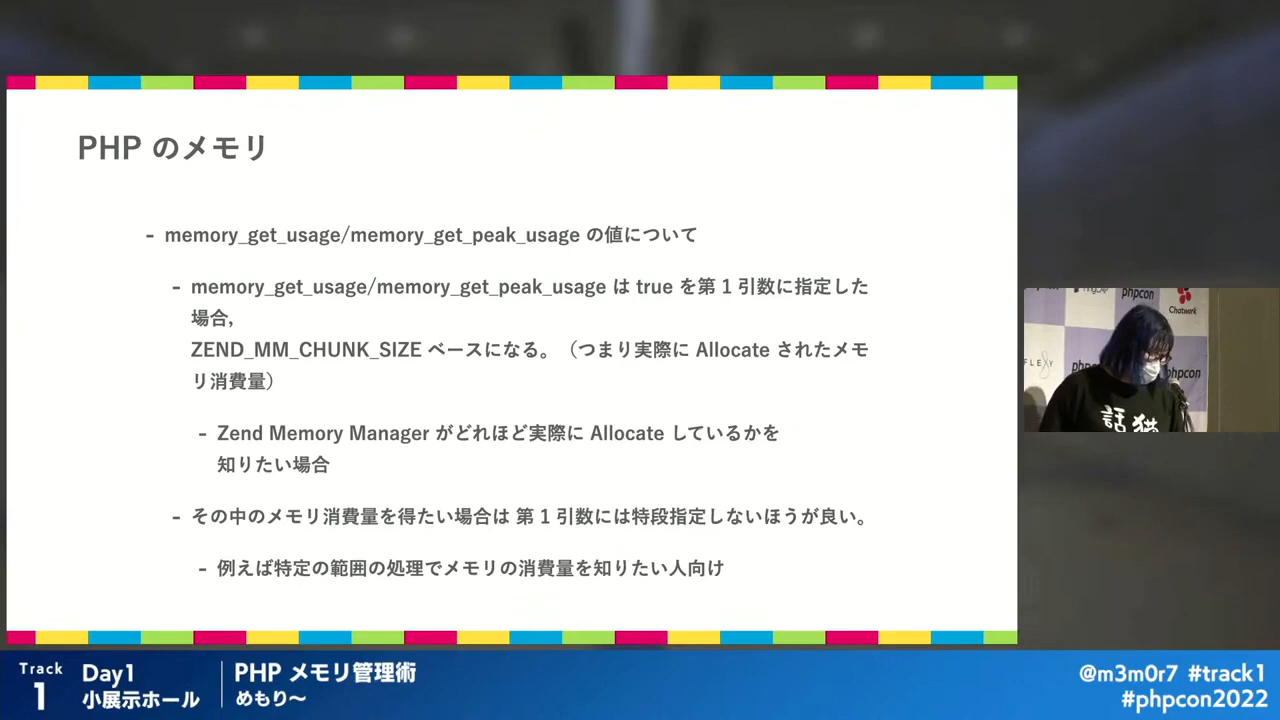 PHP のメモリ
- memory_get_usage/memory_get_peak_usage の値について
- memory_get_usage/memory_get_peak_usage は true を第 1 引数に指定した
場合,
ZEND_MM_CHUNK_SIZE ベースになる。（つまり実際に Allocate されたメモ
リ消費量）
- Zend Memory Manager がどれほど実際に Allocate しているかを
知りたい場合
- その中のメモリ消費量を得たい場合は 第 1 引数には特段指定しないほうが良い。
- 例えば特定の範囲の処理でメモリの消費量を知りたい人向け
phpcon
Chatwork
FLEXY
phpcon
話 猫
Track
1
Day1
小展示ホール
PHP メモリ管理術
めもり〜
@m3m0r7 #track1
#phpcon2022